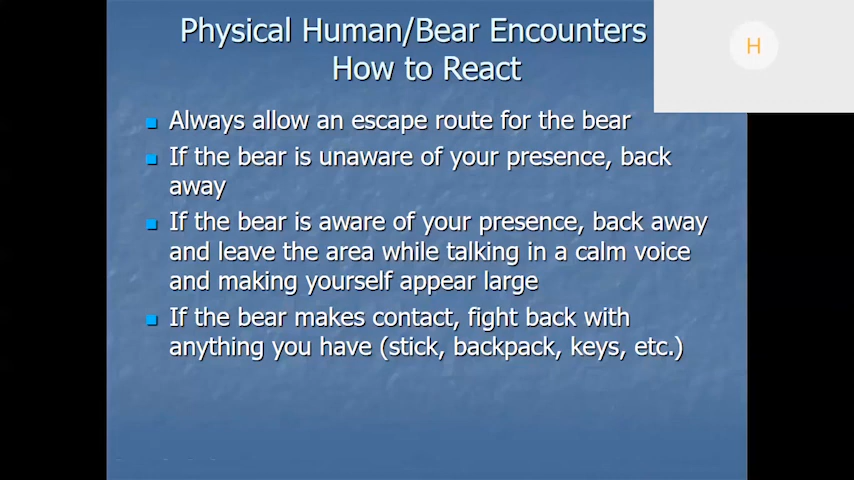 Physical Human/Bear Encounters
How to React
H
Always allow an escape route for the bear
If the bear is unaware of your presence, back
away
If the bear is aware of your presence, back away
and leave the area while talking in a calm voice
and making yourself appear large
If the bear makes contact, fight back with
anything you have (stick, backpack, keys, etc.)